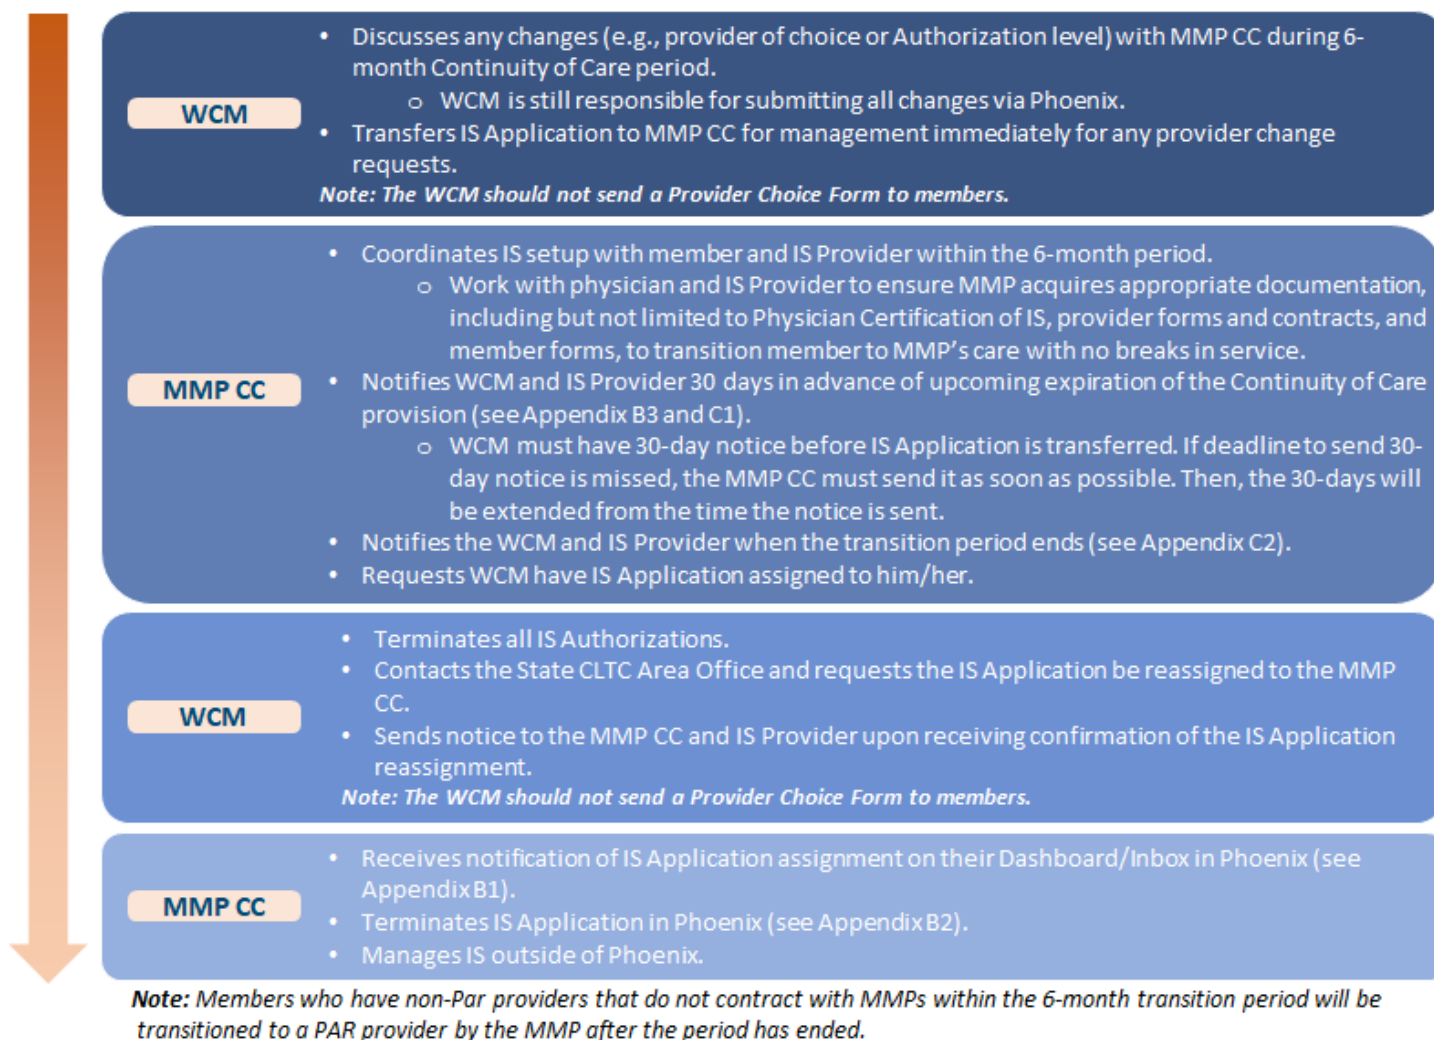 WCM
• Discusses any changes (e.g., provider of choice or Authorization level) with MMP CC during 6-
month Continuity of Care period.
o WCM is still responsible for submitting all changes via Phoenix.
• Transfers IS Application to MMP CC for management immediately for any provider change
requests.
Note: The WCM should not send a Provider Choice Form to members.
MMP CC
• Coordinates IS setup with member and IS Provider within the 6-month period.
o Work with physician and IS Provider to ensure MMP acquires appropriate documentation,
including but not limited to Physician Certification of IS, provider forms and contracts, and
member forms, to transition member to MMP's care with no breaks in service.
• Notifies WCM and IS Provider 30 days in advance of upcoming expiration of the Continuity of Care
provision (see Appendix B3 and C1).
o WCM must have 30-day notice before IS Application is transferred. If deadline to send 30-
day notice is missed, the MMP CC must send it as soon as possible. Then, the 30-days will
be extended from the time the notice is sent.
• Notifies the WCM and IS Provider when the transition period ends (see Appendix C2).
• Requests WCM have IS Application assigned to him/her.
WCM
• Terminates all IS Authorizations.
• Contacts the State CLTC Area Office and requests the IS Application be reassigned to the MMP
CC.
• Sends notice to the MMP CC and IS Provider upon receiving confirmation of the IS Application
reassignment.
Note: The WCM should not send a Provider Choice Form to members.
MMP CC
• Receives notification of IS Application assignment on their Dashboard/Inbox in Phoenix (see
Appendix B1).
• Terminates IS Application in Phoenix (see Appendix B2).
• Manages IS outside of Phoenix.
Note: Members who have non-Par providers that do not contract with MMPs within the 6-month transition period will be
transitioned to a PAR provider by the MMP after the period has ended.